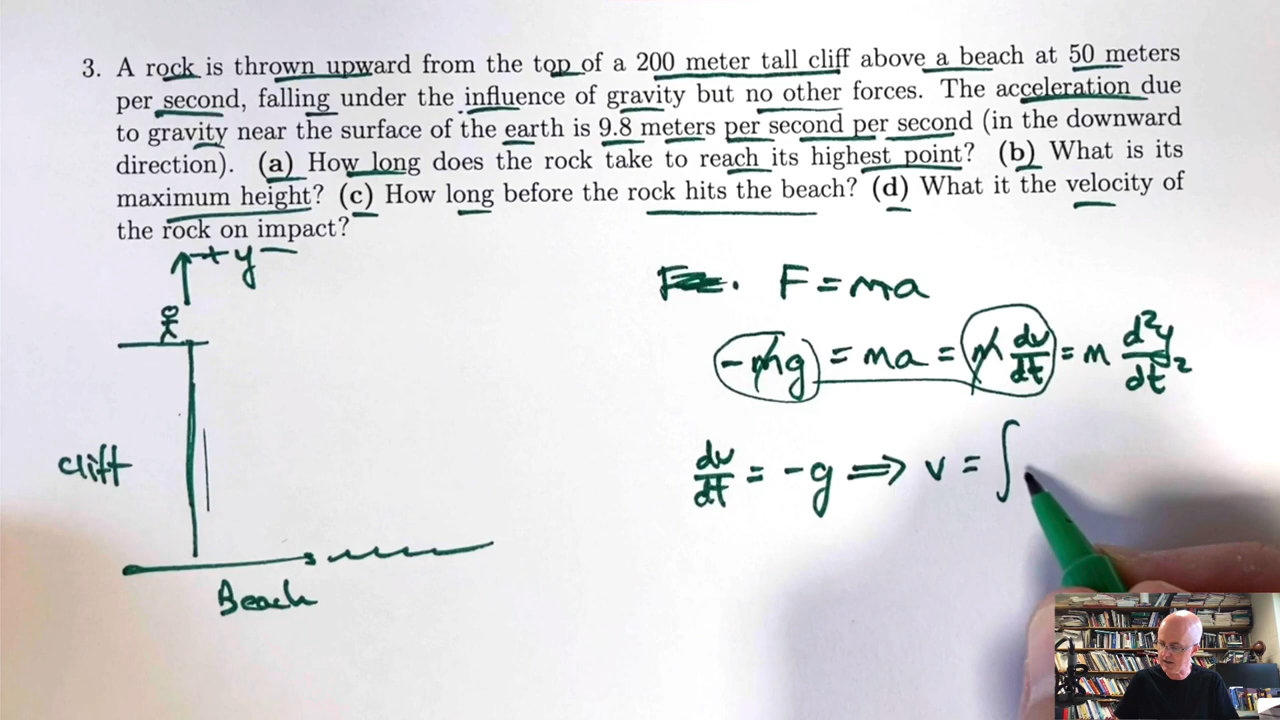 3. A rock is thrown upward from the top of a 200 meter tall cliff above a beach at 50 meters
per second, falling under the influence of gravity but no other forces. The acceleration due
to gravity near the surface of the earth is 9.8 meters per second per second (in the downward
direction). (a) How long does the rock take to reach its highest point? (b) What is its
maximum height? (c) How long before the rock hits the beach? (d) What it the velocity of
the rock on impact?
+y
F = ma
-mg = ma = m dv/dt = m d²y/dt²
cliff
dv/dt = -g ⟹ v = ∫
Beach